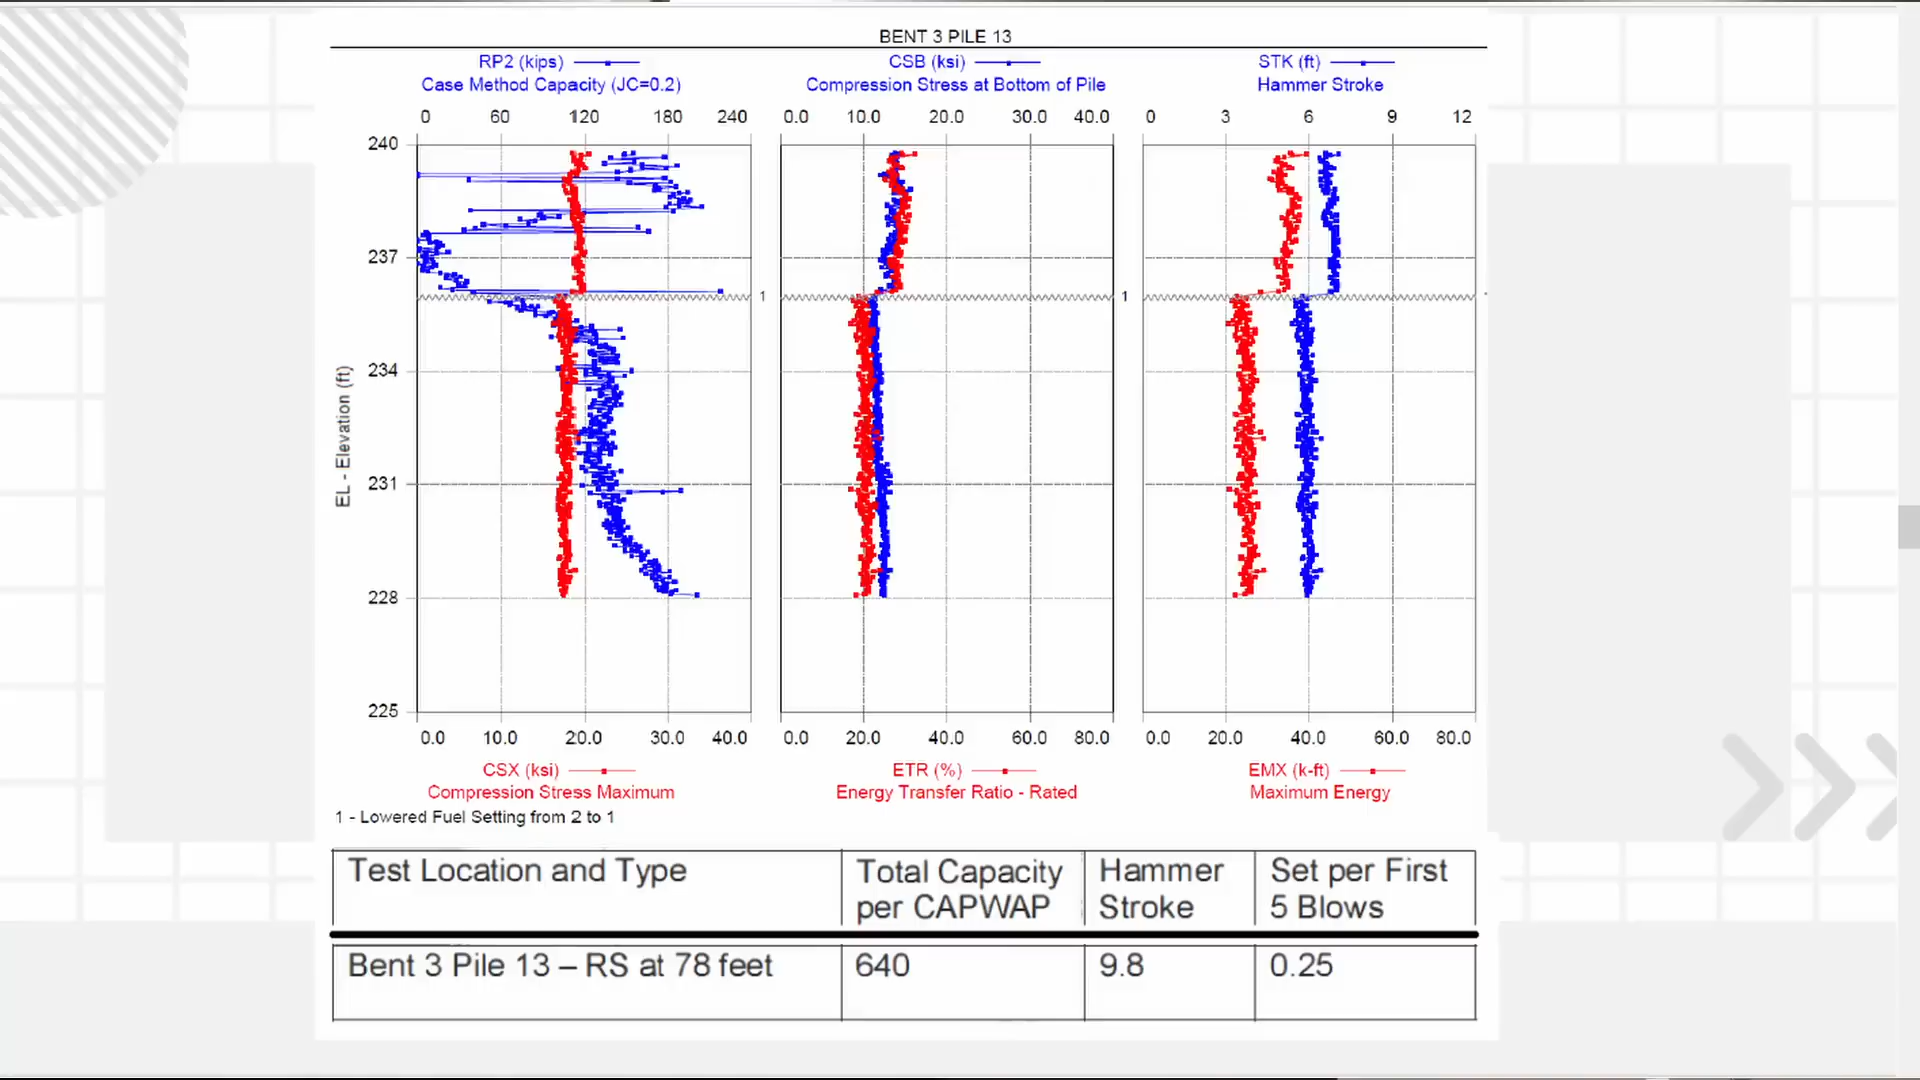 BENT 3 PILE 13
RP2 (kips)
Case Method Capacity (JC=0.2)
CSB (ksi)
Compression Stress at Bottom of Pile
STK (ft)
Hammer Stroke
0 60 120 180 240
0.0 10.0 20.0 30.0 40.0
0 3 6 9 12
240
237
1
1
234
231
228
225
EL - Elevation (ft)
0.0 10.0 20.0 30.0 40.0
0.0 20.0 40.0 60.0 80.0
0.0 20.0 40.0 60.0 80.0
CSX (ksi)
Compression Stress Maximum
ETR (%)
Energy Transfer Ratio - Rated
EMX (k-ft)
Maximum Energy
1 - Lowered Fuel Setting from 2 to 1
Test Location and Type
Total Capacity
per CAPWAP
Hammer
Stroke
Set per First
5 Blows
Bent 3 Pile 13 – RS at 78 feet
640
9.8
0.25